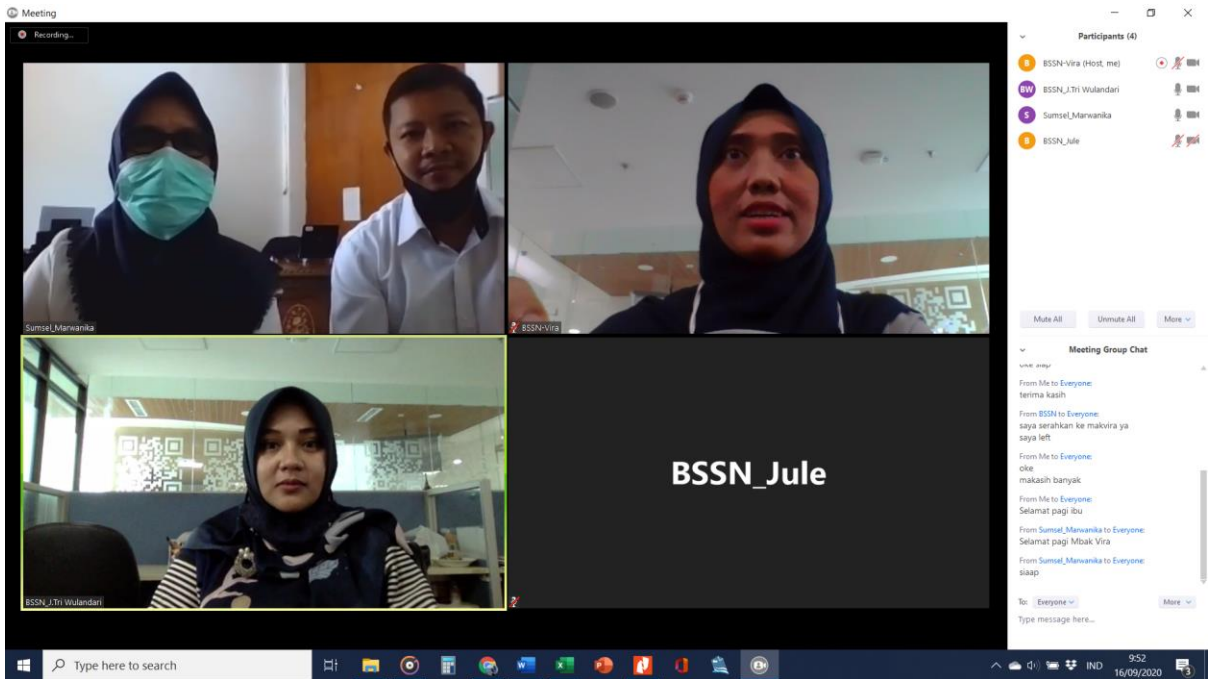 Meeting
Recording...
Sumsel_Marwanika
BSSN-Vira
BSSN_J.Tri Wulandari
BSSN_Jule
Participants (4)
B
BSSN-Vira (Host, me)
BW
BSSN_J.Tri Wulandari
S
Sumsel_Marwanika
B
BSSN_Jule
Mute All
Unmute All
More
Meeting Group Chat
From Me to Everyone:
terima kasih
From BSSN to Everyone:
saya serahkan ke makvira ya
saya left
From Me to Everyone:
oke
makasih banyak
From Me to Everyone:
Selamat pagi ibu
From Sumsel_Marwanika to Everyone:
Selamat pagi Mbak Vira
From Sumsel_Marwanika to Everyone:
siaap
To: Everyone
More
Type message here...
Type here to search
IND
9:52
16/09/2020
3